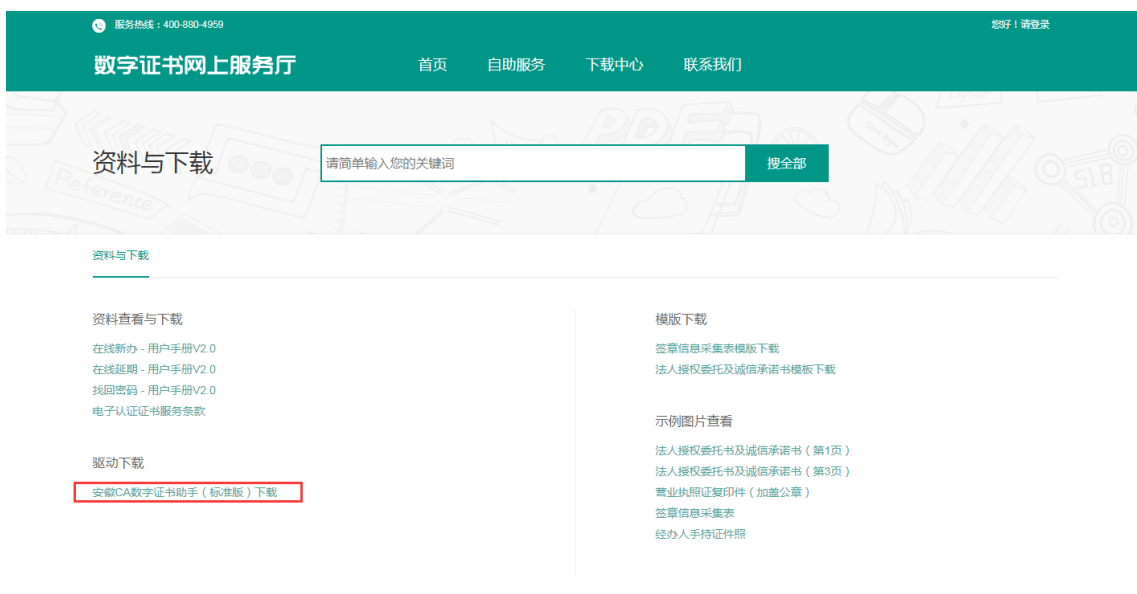 服务热线：400-880-4959
您好！请登录
数字证书网上服务厅
首页 自助服务 下载中心 联系我们
资料与下载
请简单输入您的关键词 搜全部
PDF
Reference
SLB
资料与下载
资料查看与下载
在线新办 - 用户手册V2.0
在线延期 - 用户手册V2.0
找回密码 - 用户手册V2.0
电子认证证书服务条款
驱动下载
安徽CA数字证书助手（标准版）下载
模版下载
签章信息采集表模版下载
法人授权委托及诚信承诺书模板下载
示例图片查看
法人授权委托书及诚信承诺书（第1页）
法人授权委托书及诚信承诺书（第3页）
营业执照证复印件（加盖公章）
签章信息采集表
经办人手持证件照